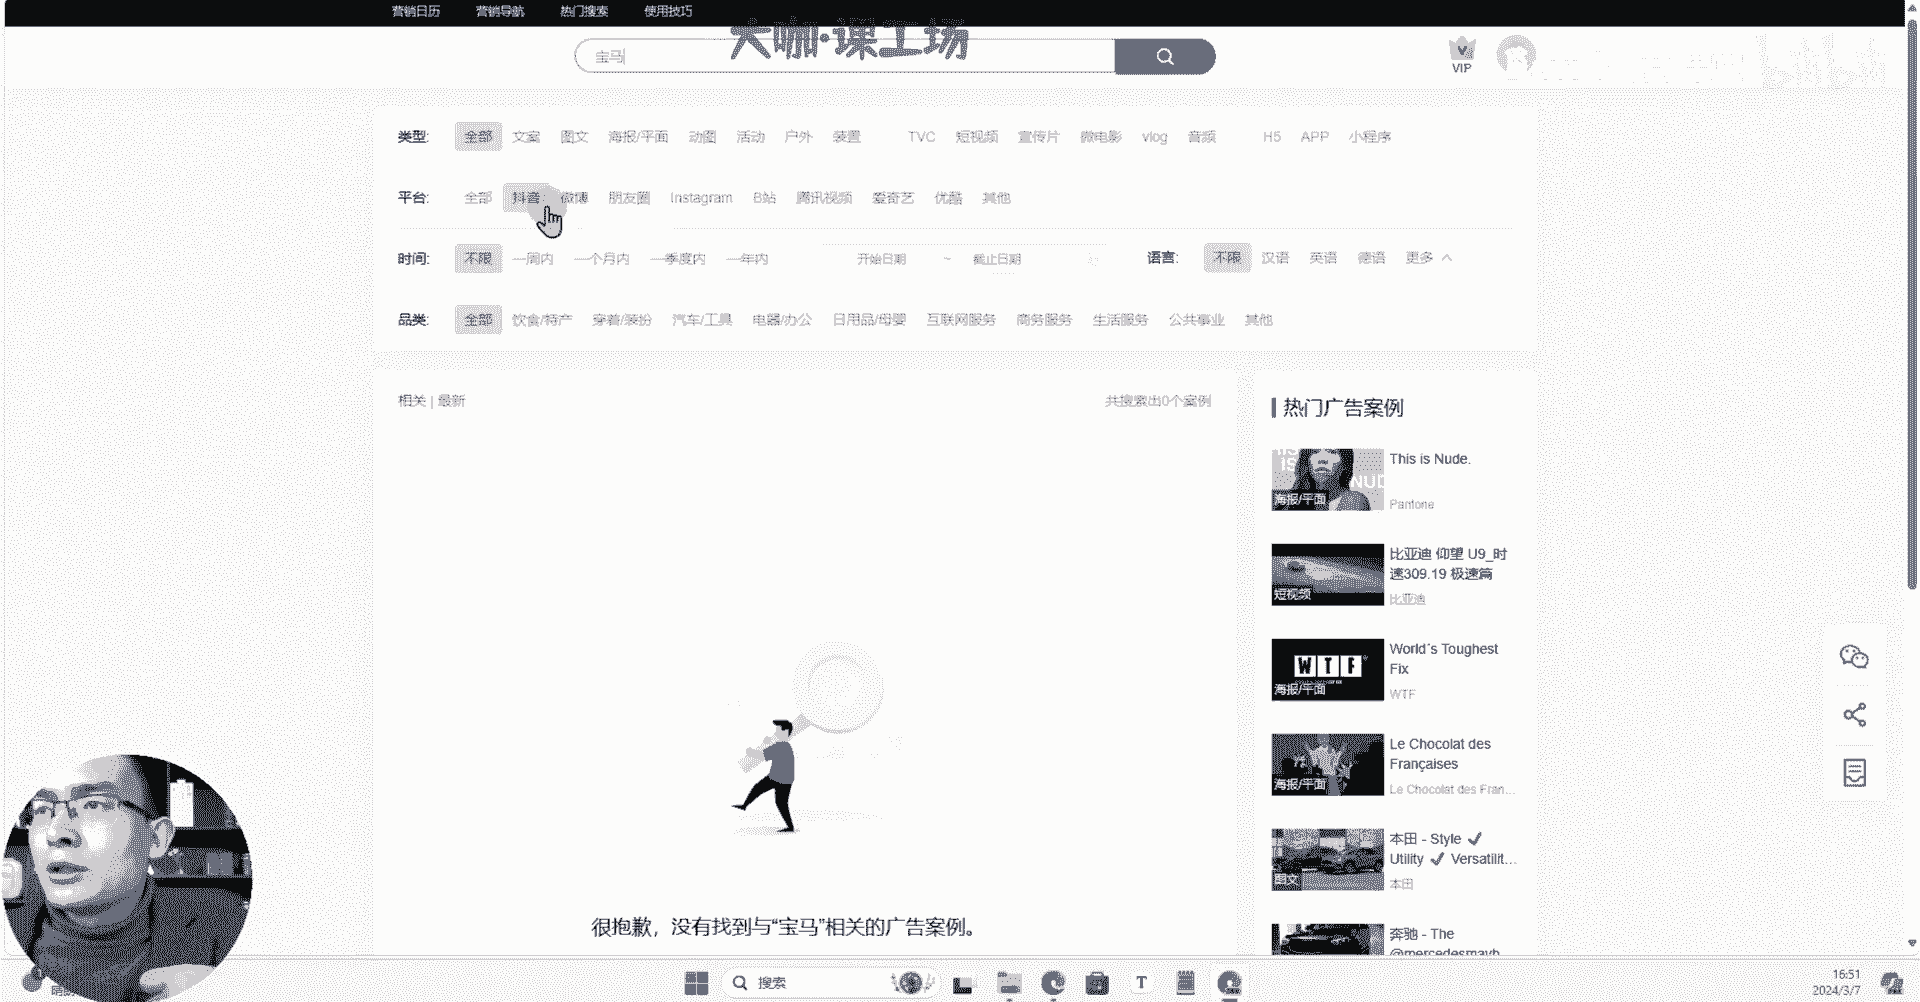 营销日历 营销导航 热门搜索 使用技巧
大咖·课工场
宝马
VIP
类型: 全部 文案 图文 海报/平面 动图 活动 户外 装置 TVC 短视频 宣传片 微电影 vlog 音频 H5 APP 小程序
平台: 全部 抖音 微博 朋友圈 Instagram B站 腾讯视频 爱奇艺 优酷 其他
时间: 不限 一周内 一个月内 一季度内 一年内 开始日期 ~ 截止日期 语言: 不限 汉语 英语 德语 更多
品类: 全部 饮食/特产 穿着/装扮 汽车/工具 电器/办公 日用品/母婴 互联网服务 商务服务 生活服务 公共事业 其他
相关 | 最新 共搜索出0个案例
很抱歉，没有找到与“宝马”相关的广告案例。
热门广告案例
This is Nude.
海报/平面
Pantone
比亚迪 仰望 U9_时
速309.19 极速篇
短视频
比亚迪
World's Toughest
Fix
WTF
海报/平面
WTF
Le Chocolat des
Françaises
海报/平面
Le Chocolat des Fran...
本田 - Style ✓
Utility ✓ Versatilit...
图文
本田
奔驰 - The
@mercedesmayb
搜索
T
16:51
2024/3/7